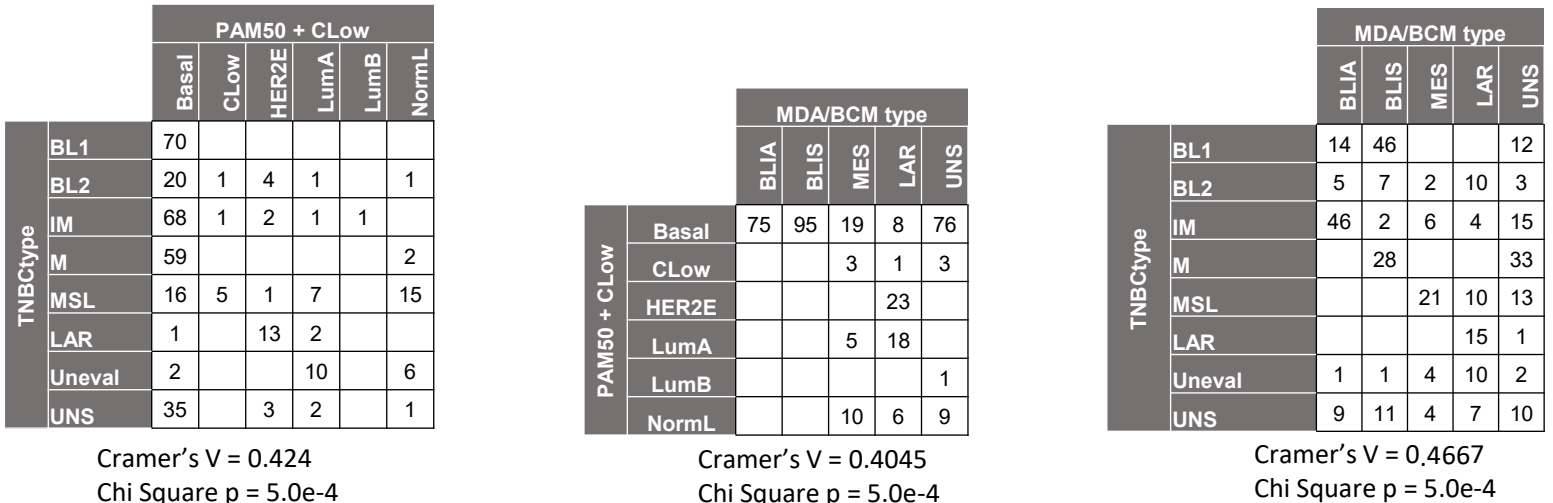 PAM50 + CLow
Basal CLow HER2E LumA LumB NormL
TNBCtype
BL1 70
BL2 20 1 4 1 1
IM 68 1 2 1 1
M 59 2
MSL 16 5 1 7 15
LAR 1 13 2
Uneval 2 10 6
UNS 35 3 2 1
Cramer's V = 0.424
Chi Square p = 5.0e-4
MDA/BCM type
BLIA BLIS MES LAR UNS
PAM50 + CLow
Basal 75 95 19 8 76
CLow 3 1 3
HER2E 23
LumA 5 18
LumB 1
NormL 10 6 9
Cramer's V = 0.4045
Chi Square p = 5.0e-4
MDA/BCM type
BLIA BLIS MES LAR UNS
TNBCtype
BL1 14 46 12
BL2 5 7 2 10 3
IM 46 2 6 4 15
M 28 33
MSL 21 10 13
LAR 15 1
Uneval 1 1 4 10 2
UNS 9 11 4 7 10
Cramer's V = 0.4667
Chi Square p = 5.0e-4